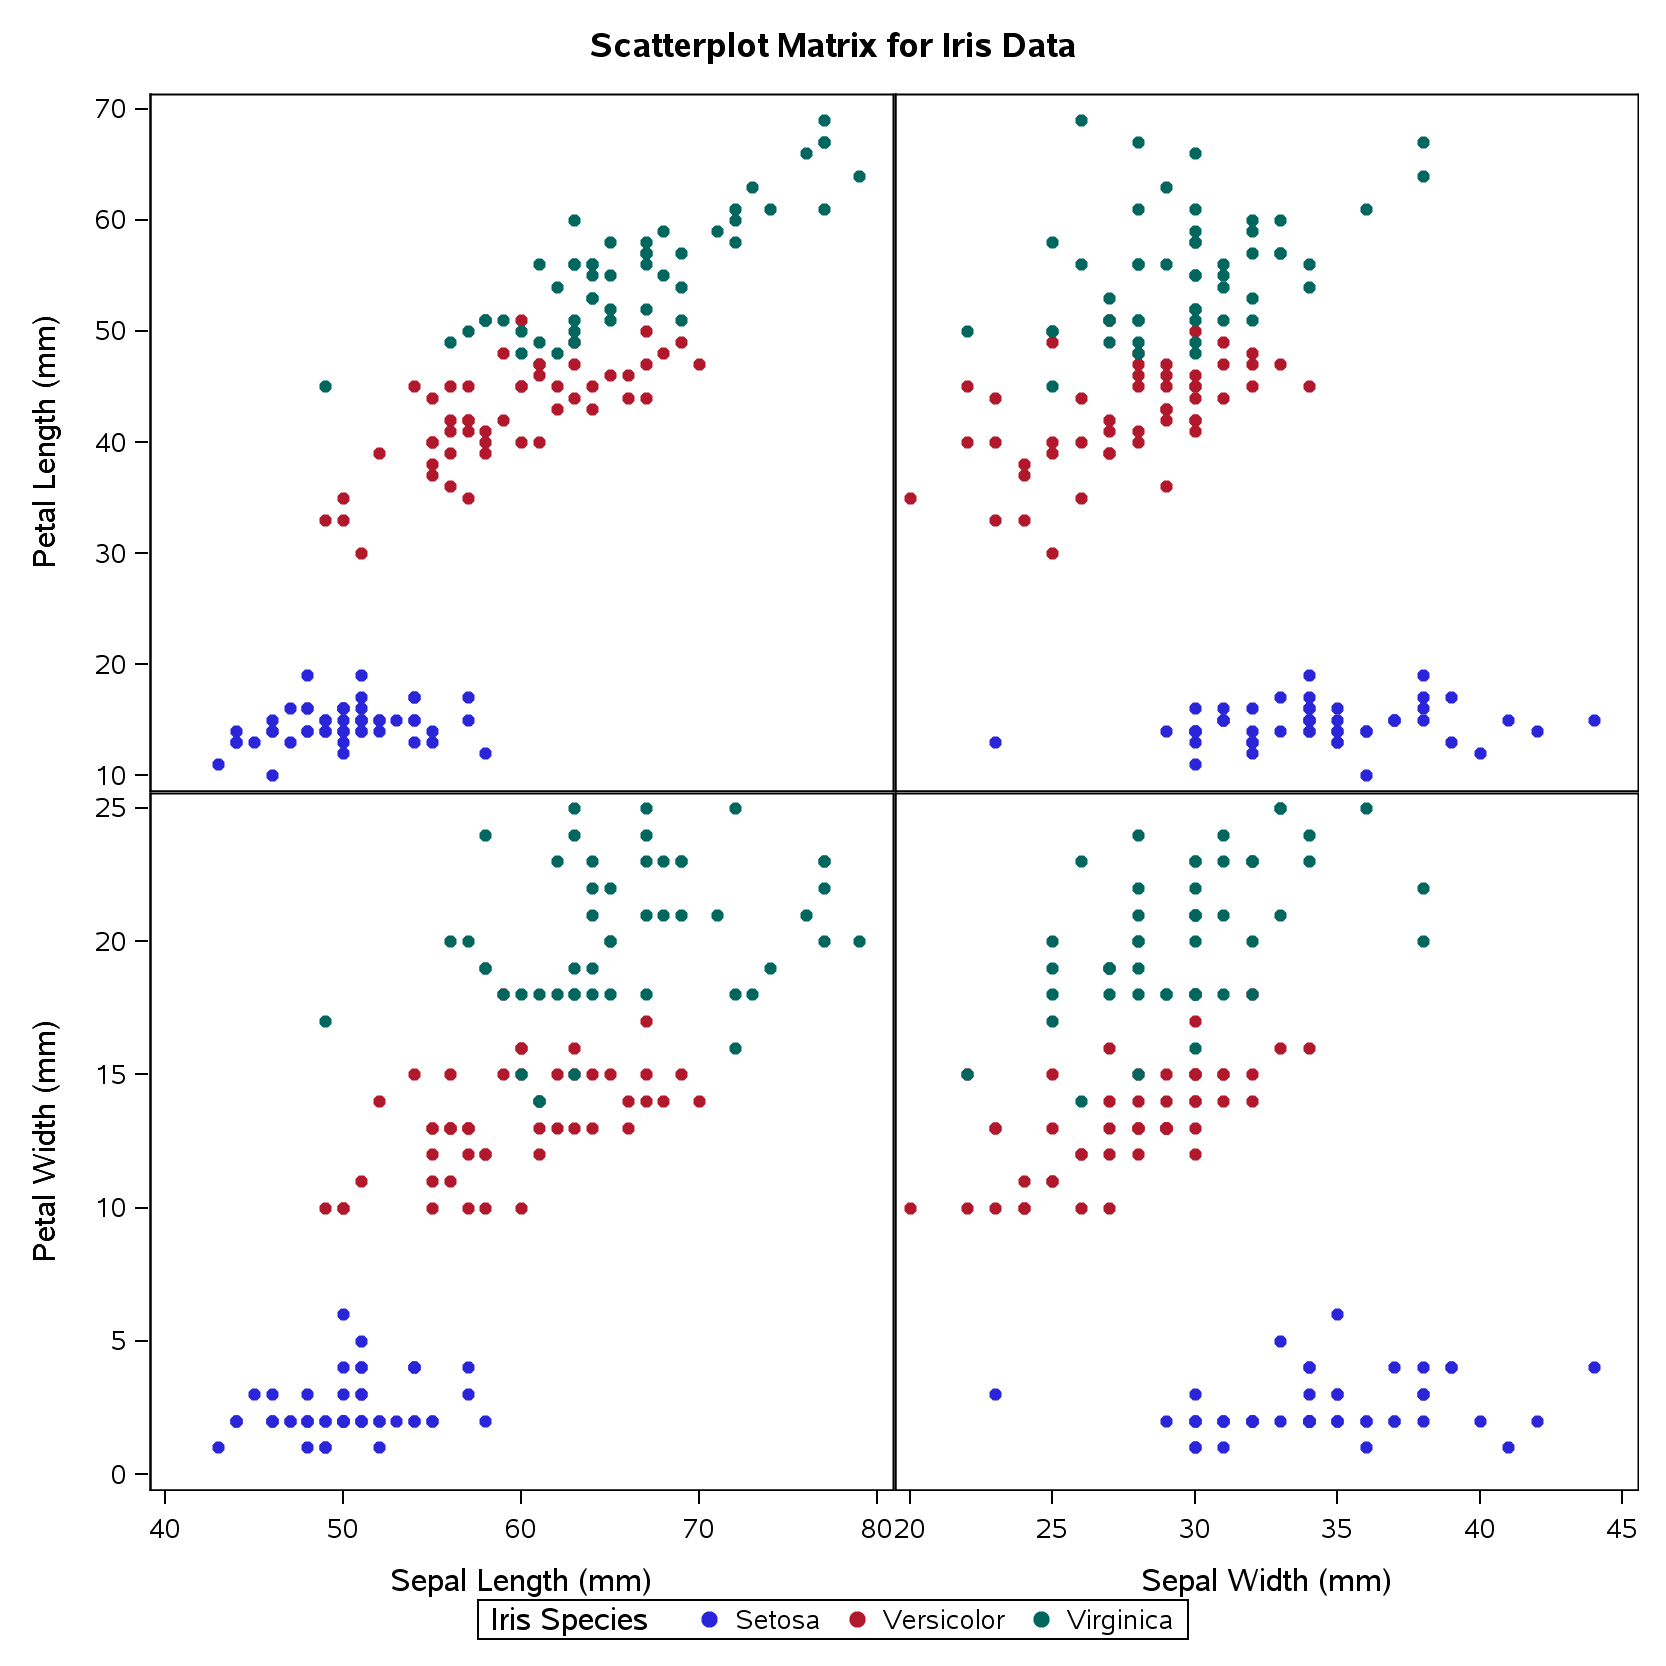 Scatterplot Matrix for Iris Data
Petal Length (mm)
70
60
50
40
30
20
10
Petal Width (mm)
25
20
15
10
5
0
40 50 60 70 80 20 25 30 35 40 45
Sepal Length (mm) Sepal Width (mm)
Iris Species Setosa Versicolor Virginica